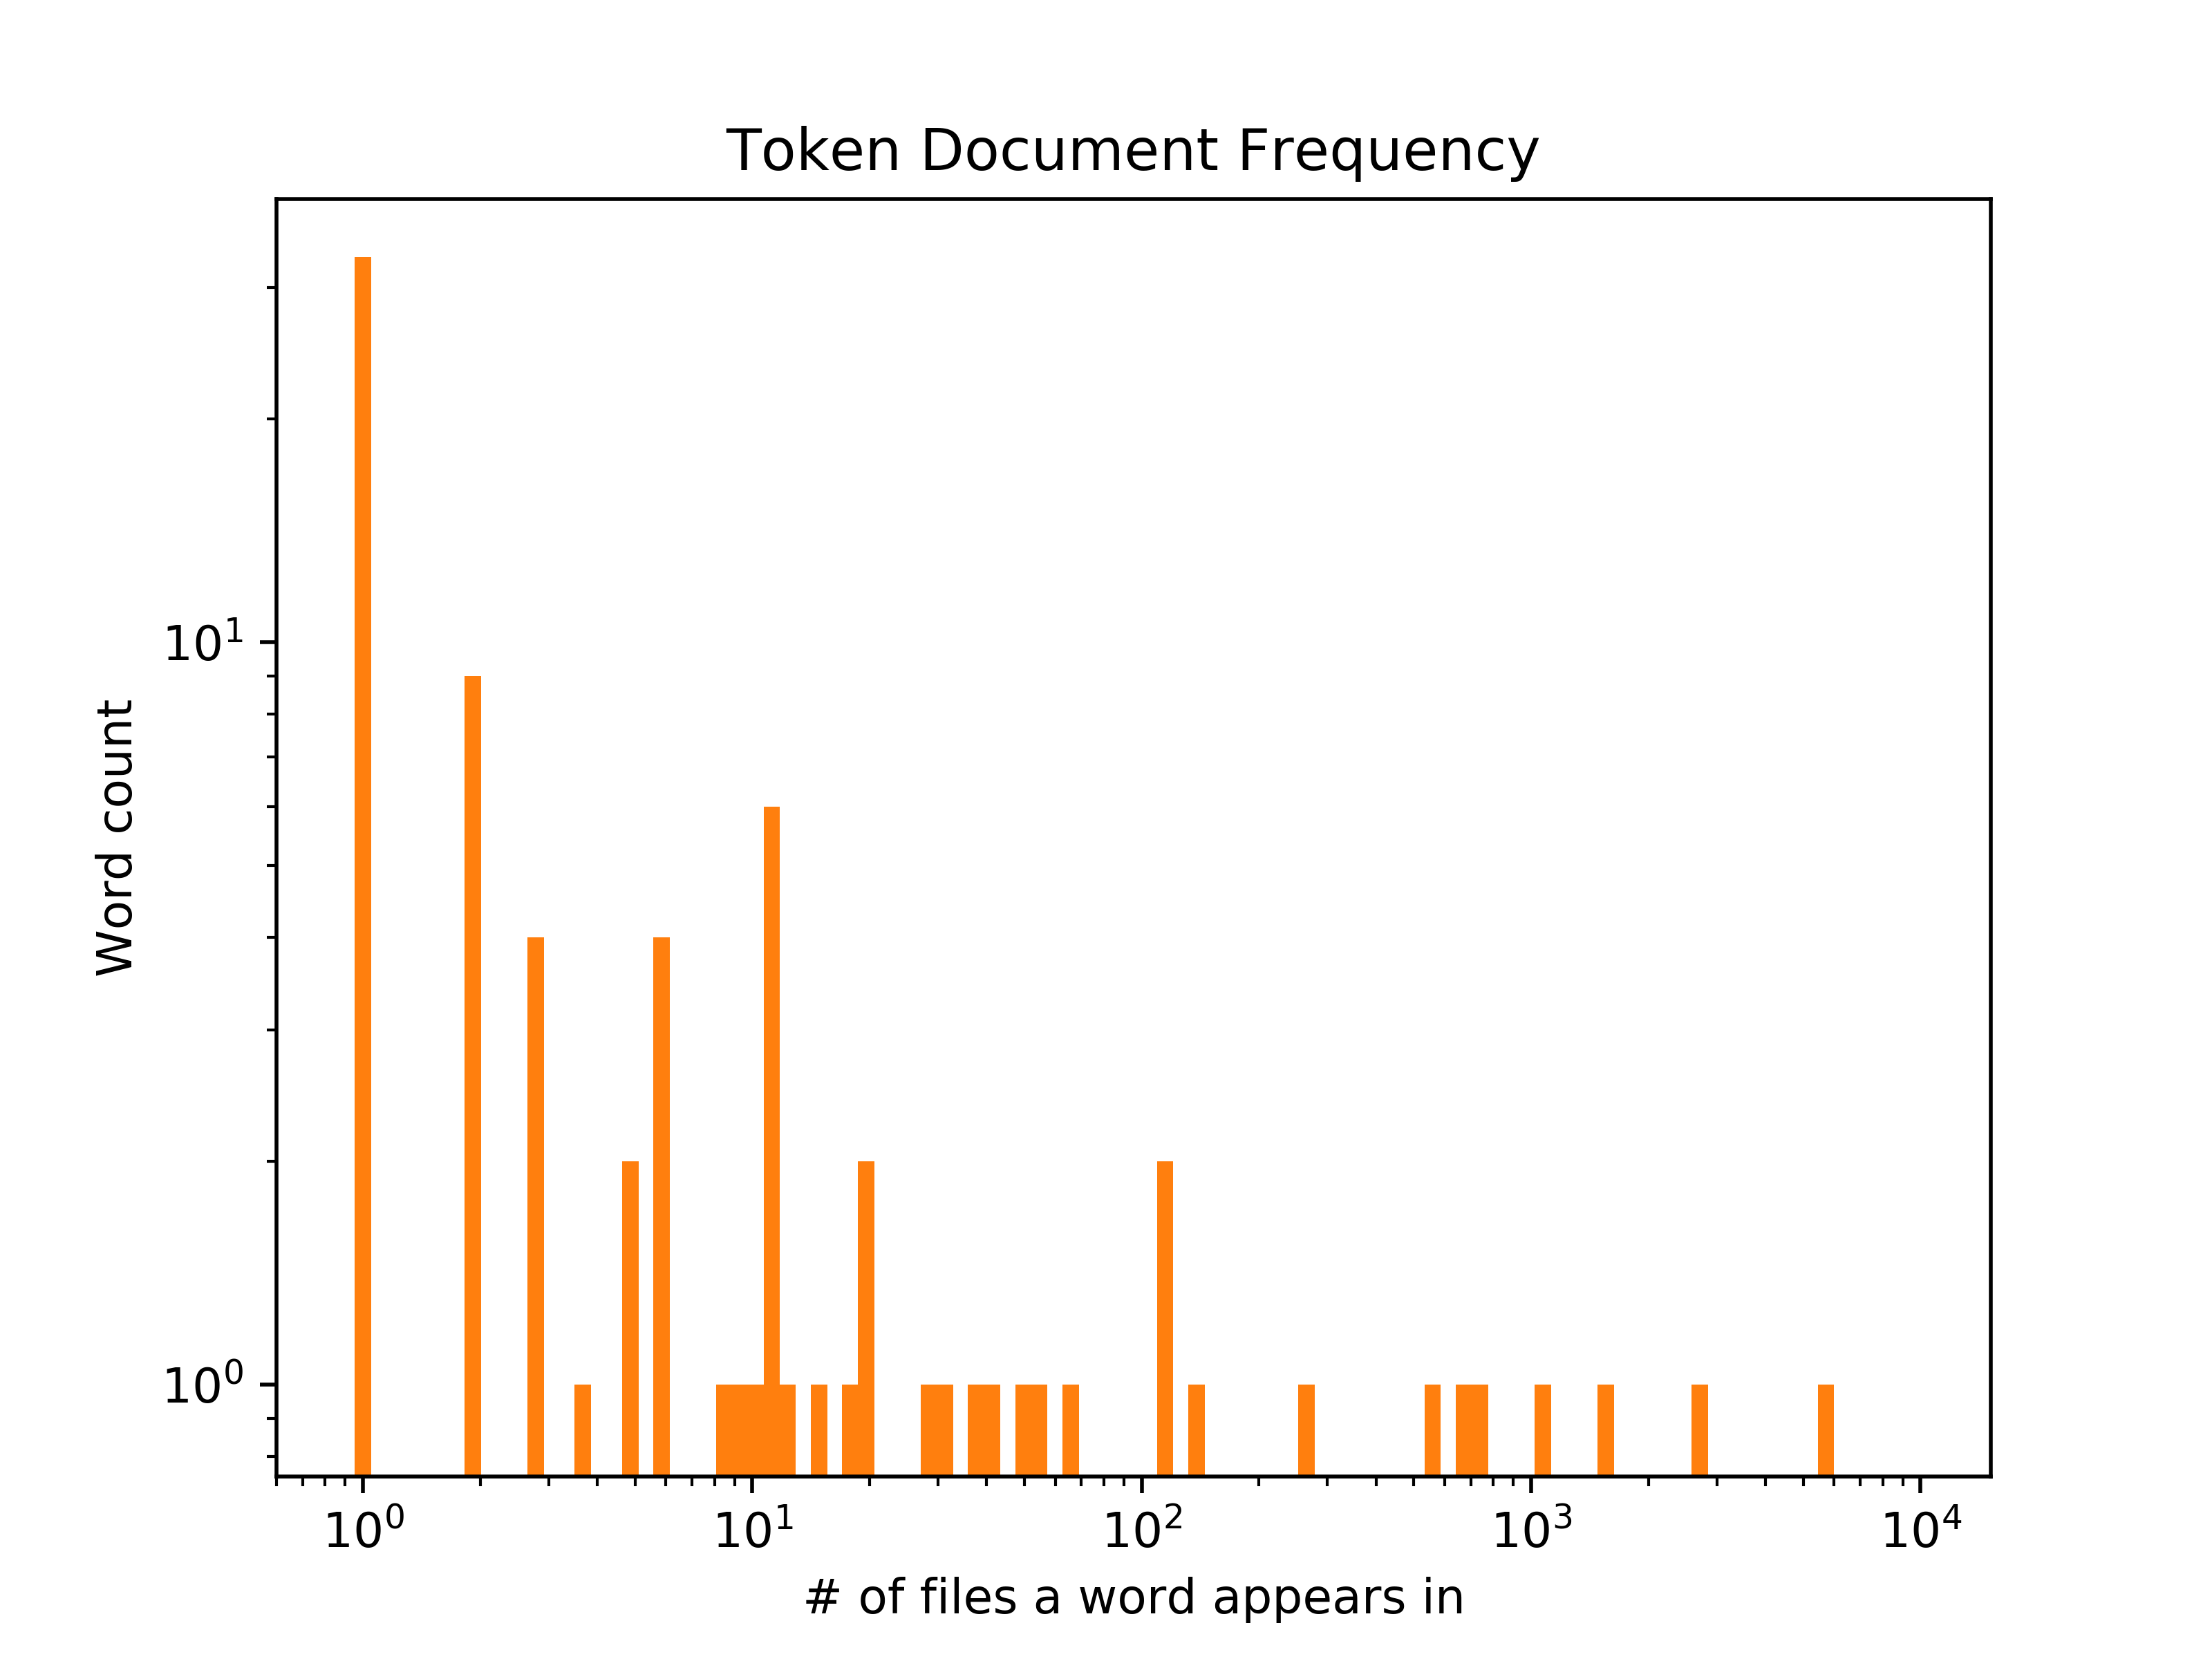 Token Document Frequency
Word count
10¹
10⁰
10⁰ 10¹ 10² 10³ 10⁴
# of files a word appears in